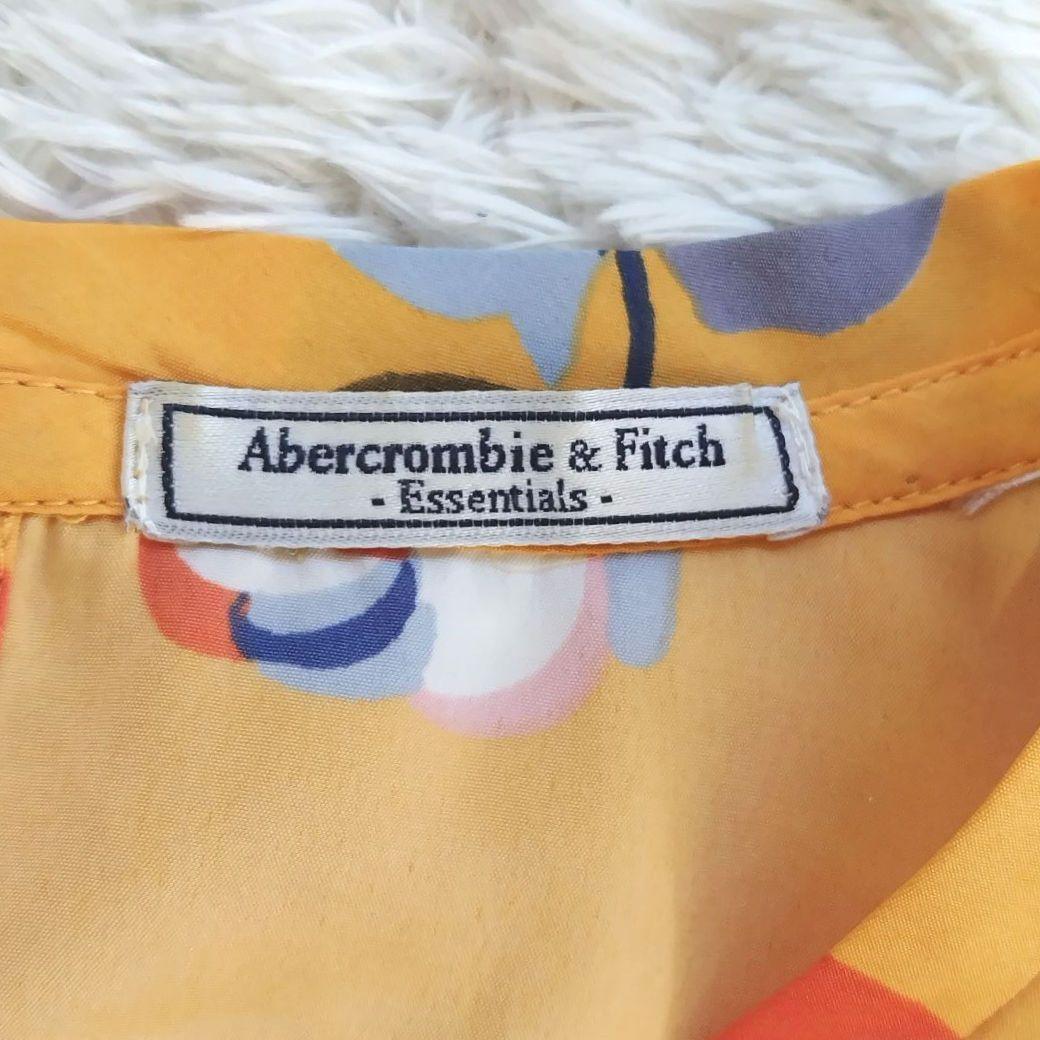 Abercrombie & Fitch
- Essentials -